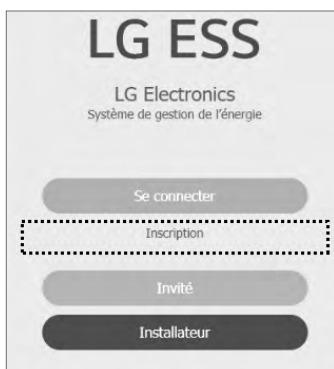 LG ESS
LG Electronics
Système de gestion de l'énergie
Se connecter
Inscription
Invité
Installateur